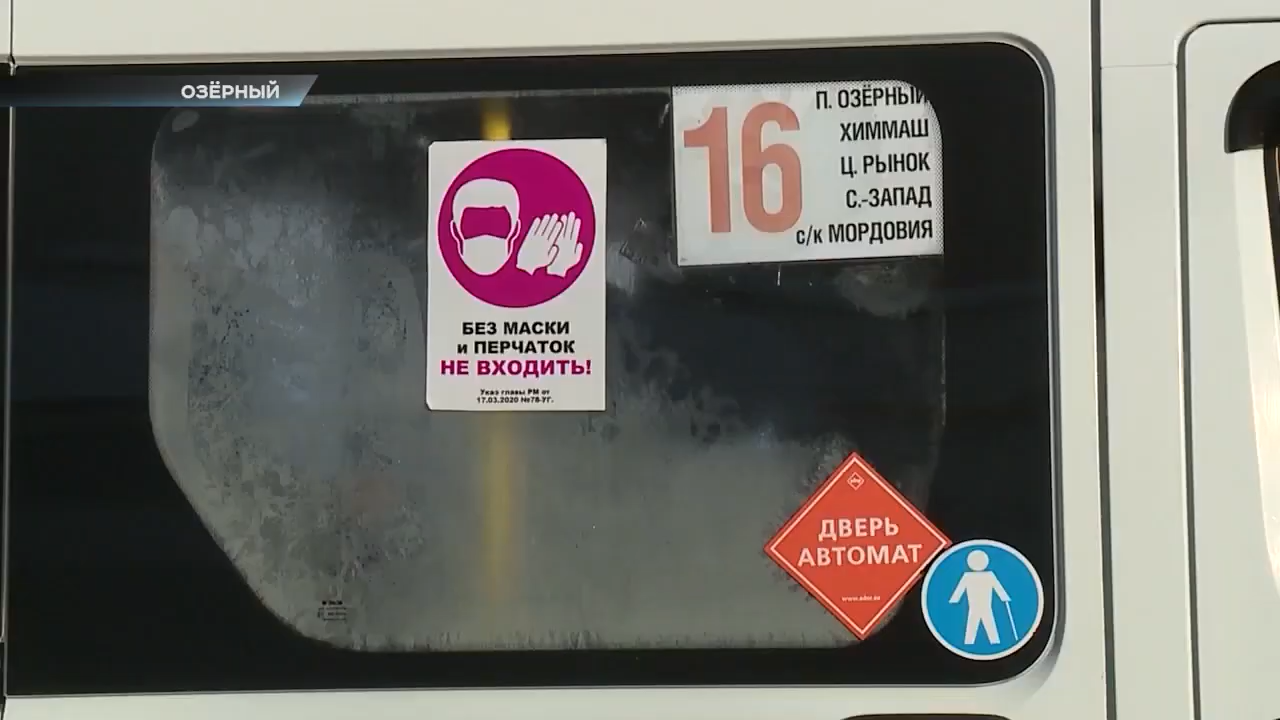 ОЗЁРНЫЙ
16
П. ОЗЁРНЫЙ
ХИММАШ
Ц. РЫНОК
С.-ЗАПАД
с/к МОРДОВИЯ
БЕЗ МАСКИ
и ПЕРЧАТОК
НЕ ВХОДИТЬ!
Указ главы РМ от
17.03.2020 №78-УГ.
ДВЕРЬ
АВТОМАТ